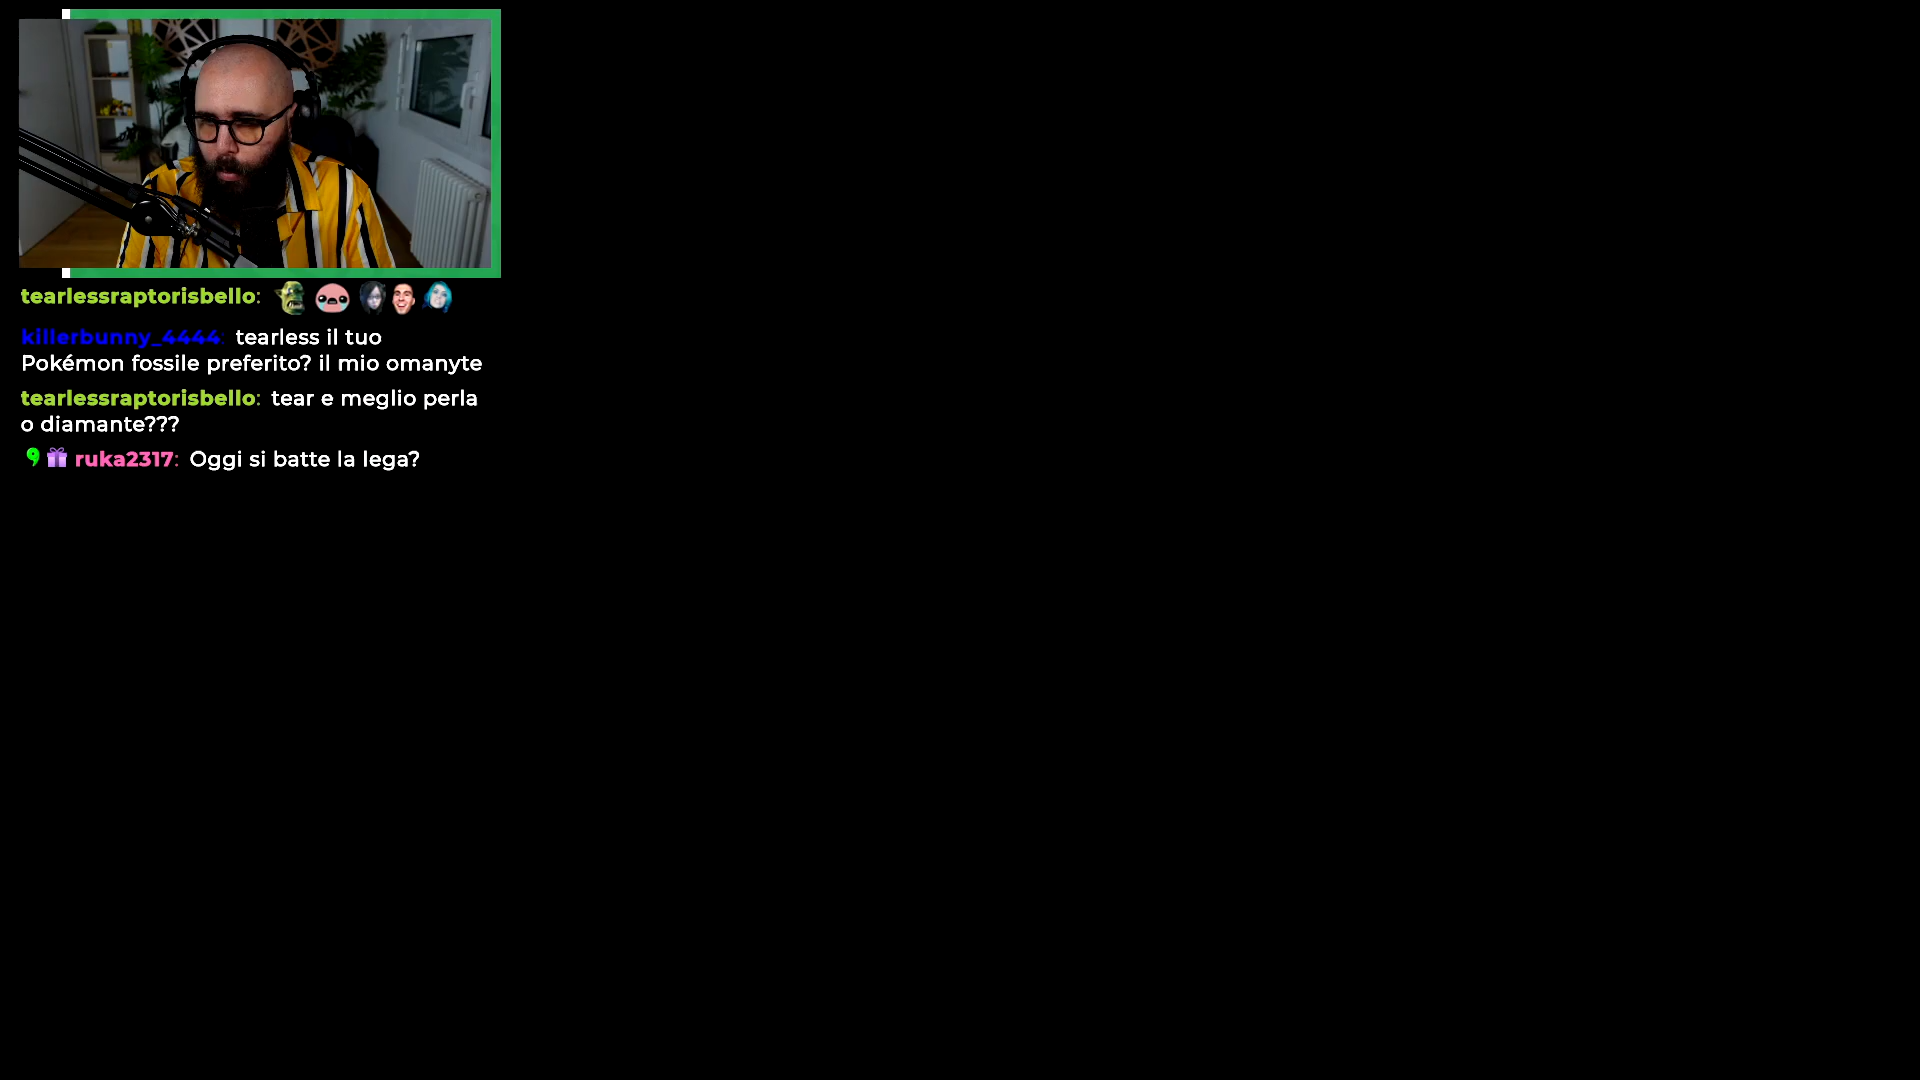 tearlessraptorisbello:
killerbunny_4444: tearless il tuo
Pokémon fossile preferito? il mio omanyte
tearlessraptorisbello: tear e meglio perla
o diamante???
ruka2317: Oggi si batte la lega?